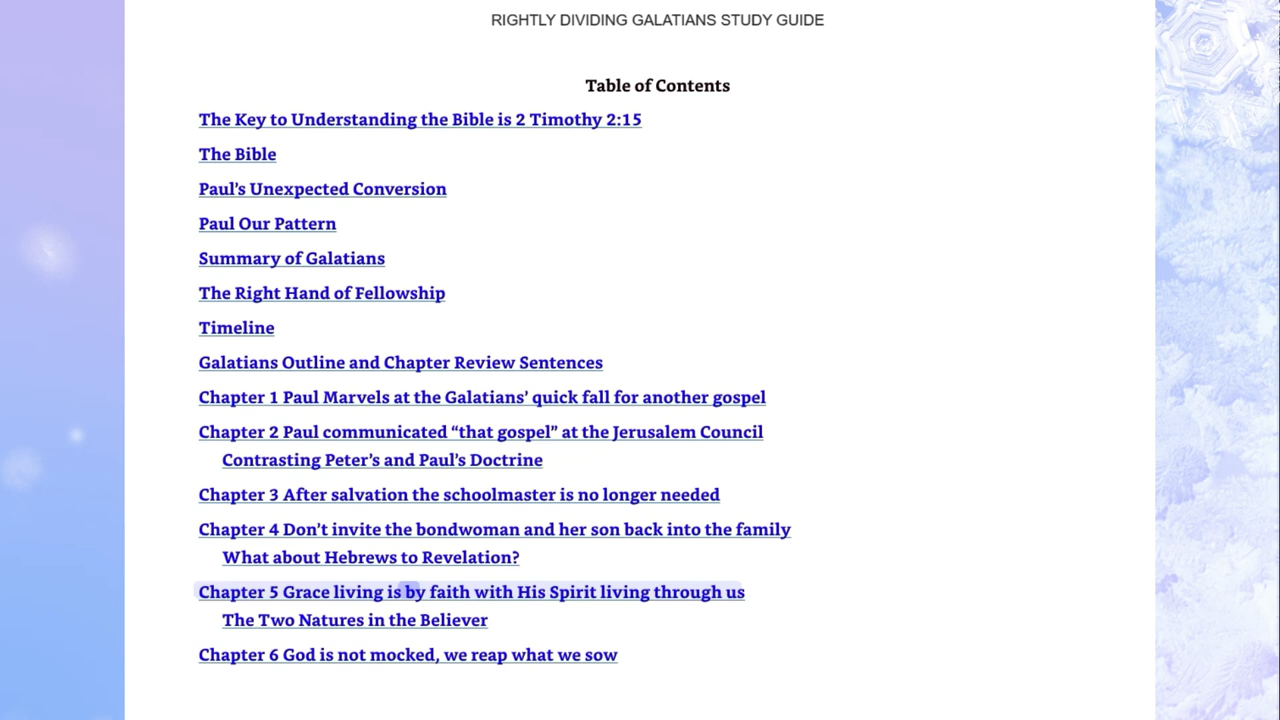 RIGHTLY DIVIDING GALATIANS STUDY GUIDE
Table of Contents
The Key to Understanding the Bible is 2 Timothy 2:15
The Bible
Paul’s Unexpected Conversion
Paul Our Pattern
Summary of Galatians
The Right Hand of Fellowship
Timeline
Galatians Outline and Chapter Review Sentences
Chapter 1 Paul Marvels at the Galatians’ quick fall for another gospel
Chapter 2 Paul communicated “that gospel” at the Jerusalem Council
Contrasting Peter’s and Paul’s Doctrine
Chapter 3 After salvation the schoolmaster is no longer needed
Chapter 4 Don’t invite the bondwoman and her son back into the family
What about Hebrews to Revelation?
Chapter 5 Grace living is by faith with His Spirit living through us
The Two Natures in the Believer
Chapter 6 God is not mocked, we reap what we sow